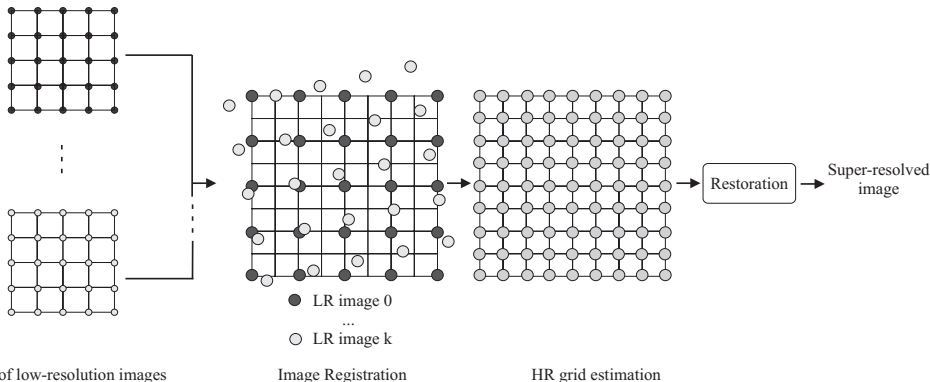 Restoration
Super-resolved
image
LR image 0
...
LR image k
of low-resolution images
Image Registration
HR grid estimation